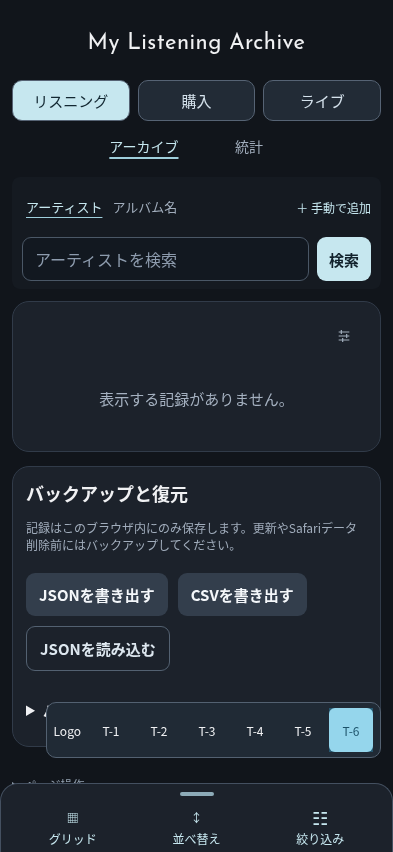 My Listening Archive
リスニング 購入 ライブ
アーカイブ 統計
アーティスト アルバム名 ＋ 手動で追加
アーティストを検索 検索
表示する記録がありません。
バックアップと復元
記録はこのブラウザ内にのみ保存します。更新やSafariデータ
削除前にはバックアップしてください。
JSONを書き出す CSVを書き出す
JSONを読み込む
Logo T-1 T-2 T-3 T-4 T-5 T-6
グリッド 並べ替え 絞り込み